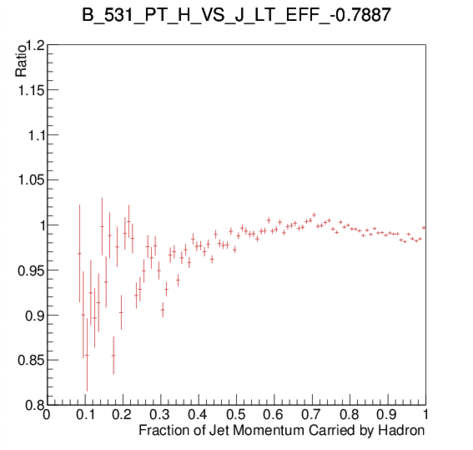 B_531_PT_H_VS_J_LT_EFF_-0.7887
Ratio
1.2
1.15
1.1
1.05
1
0.95
0.9
0.85
0.8
0 0.1 0.2 0.3 0.4 0.5 0.6 0.7 0.8 0.9 1
Fraction of Jet Momentum Carried by Hadron